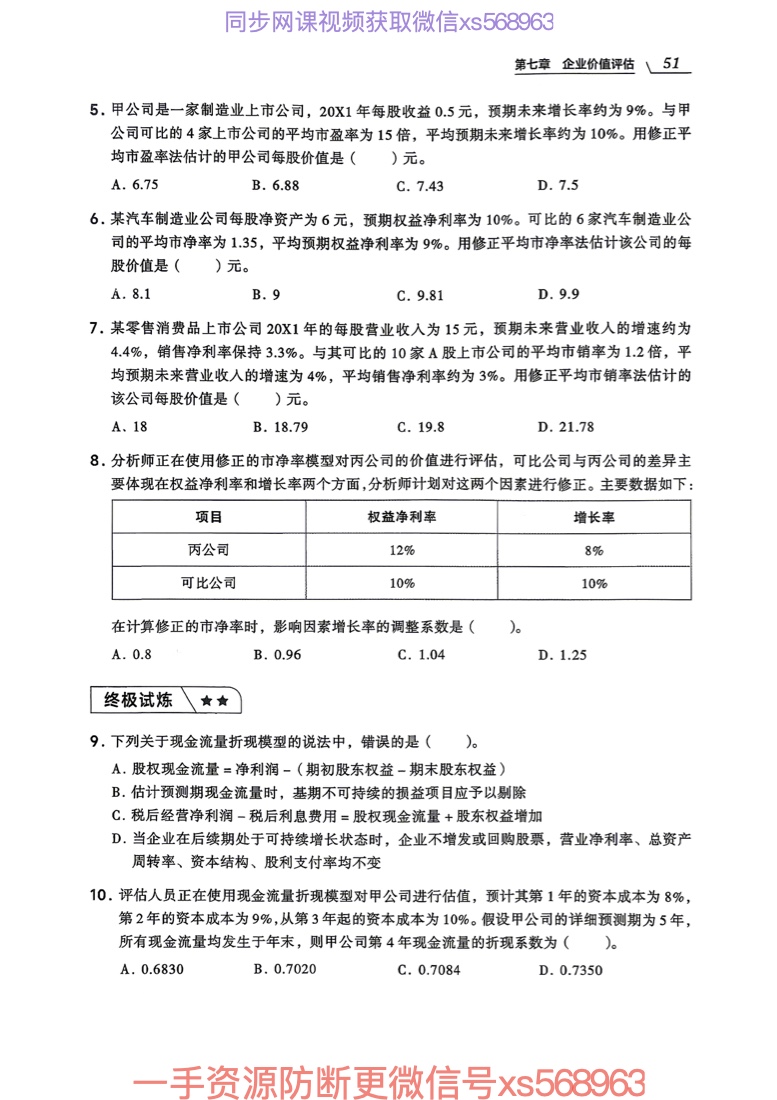 同步网课视频获取微信xs568963
第七章 企业价值评估 51
5. 甲公司是一家制造业上市公司，20X1 年每股收益 0.5 元，预期未来增长率约为 9%。与甲
公司可比的 4 家上市公司的平均市盈率为 15 倍，平均预期未来增长率约为 10%。用修正平
均市盈率法估计的甲公司每股价值是（ ）元。
A. 6.75 B. 6.88 C. 7.43 D. 7.5
6. 某汽车制造业公司每股净资产为 6 元，预期权益净利率为 10%。可比的 6 家汽车制造业公
司的平均市净率为 1.35，平均预期权益净利率为 9%。用修正平均市净率法估计该公司的每
股价值是（ ）元。
A. 8.1 B. 9 C. 9.81 D. 9.9
7. 某零售消费品上市公司 20X1 年的每股营业收入为 15 元，预期未来营业收入的增速约为
4.4%，销售净利率保持 3.3%。与其可比的 10 家 A 股上市公司的平均市销率为 1.2 倍，平
均预期未来营业收入的增速为 4%，平均销售净利率约为 3%。用修正平均市销率法估计的
该公司每股价值是（ ）元。
A、18 B. 18.79 C. 19.8 D. 21.78
8. 分析师正在使用修正的市净率模型对丙公司的价值进行评估，可比公司与丙公司的差异主
要体现在权益净利率和增长率两个方面，分析师计划对这两个因素进行修正。主要数据如下：
项目 权益净利率 增长率
丙公司 12% 8%
可比公司 10% 10%
在计算修正的市净率时，影响因素增长率的调整系数是（ ）。
A. 0.8 B. 0.96 C. 1.04 D. 1.25
终极试炼 ★★
9. 下列关于现金流量折现模型的说法中，错误的是（ ）。
A. 股权现金流量 = 净利润 -（期初股东权益 - 期末股东权益）
B. 估计预测期现金流量时，基期不可持续的损益项目应予以剔除
C. 税后经营净利润 - 税后利息费用 = 股权现金流量 + 股东权益增加
D. 当企业在后续期处于可持续增长状态时，企业不增发或回购股票，营业净利率、总资产
周转率、资本结构、股利支付率均不变
10. 评估人员正在使用现金流量折现模型对甲公司进行估值，预计其第 1 年的资本成本为 8%，
第 2 年的资本成本为 9%，从第 3 年起的资本成本为 10%。假设甲公司的详细预测期为 5 年，
所有现金流量均发生于年末，则甲公司第 4 年现金流量的折现系数为（ ）。
A. 0.6830 B. 0.7020 C. 0.7084 D. 0.7350
一手资源防断更微信号xs568963